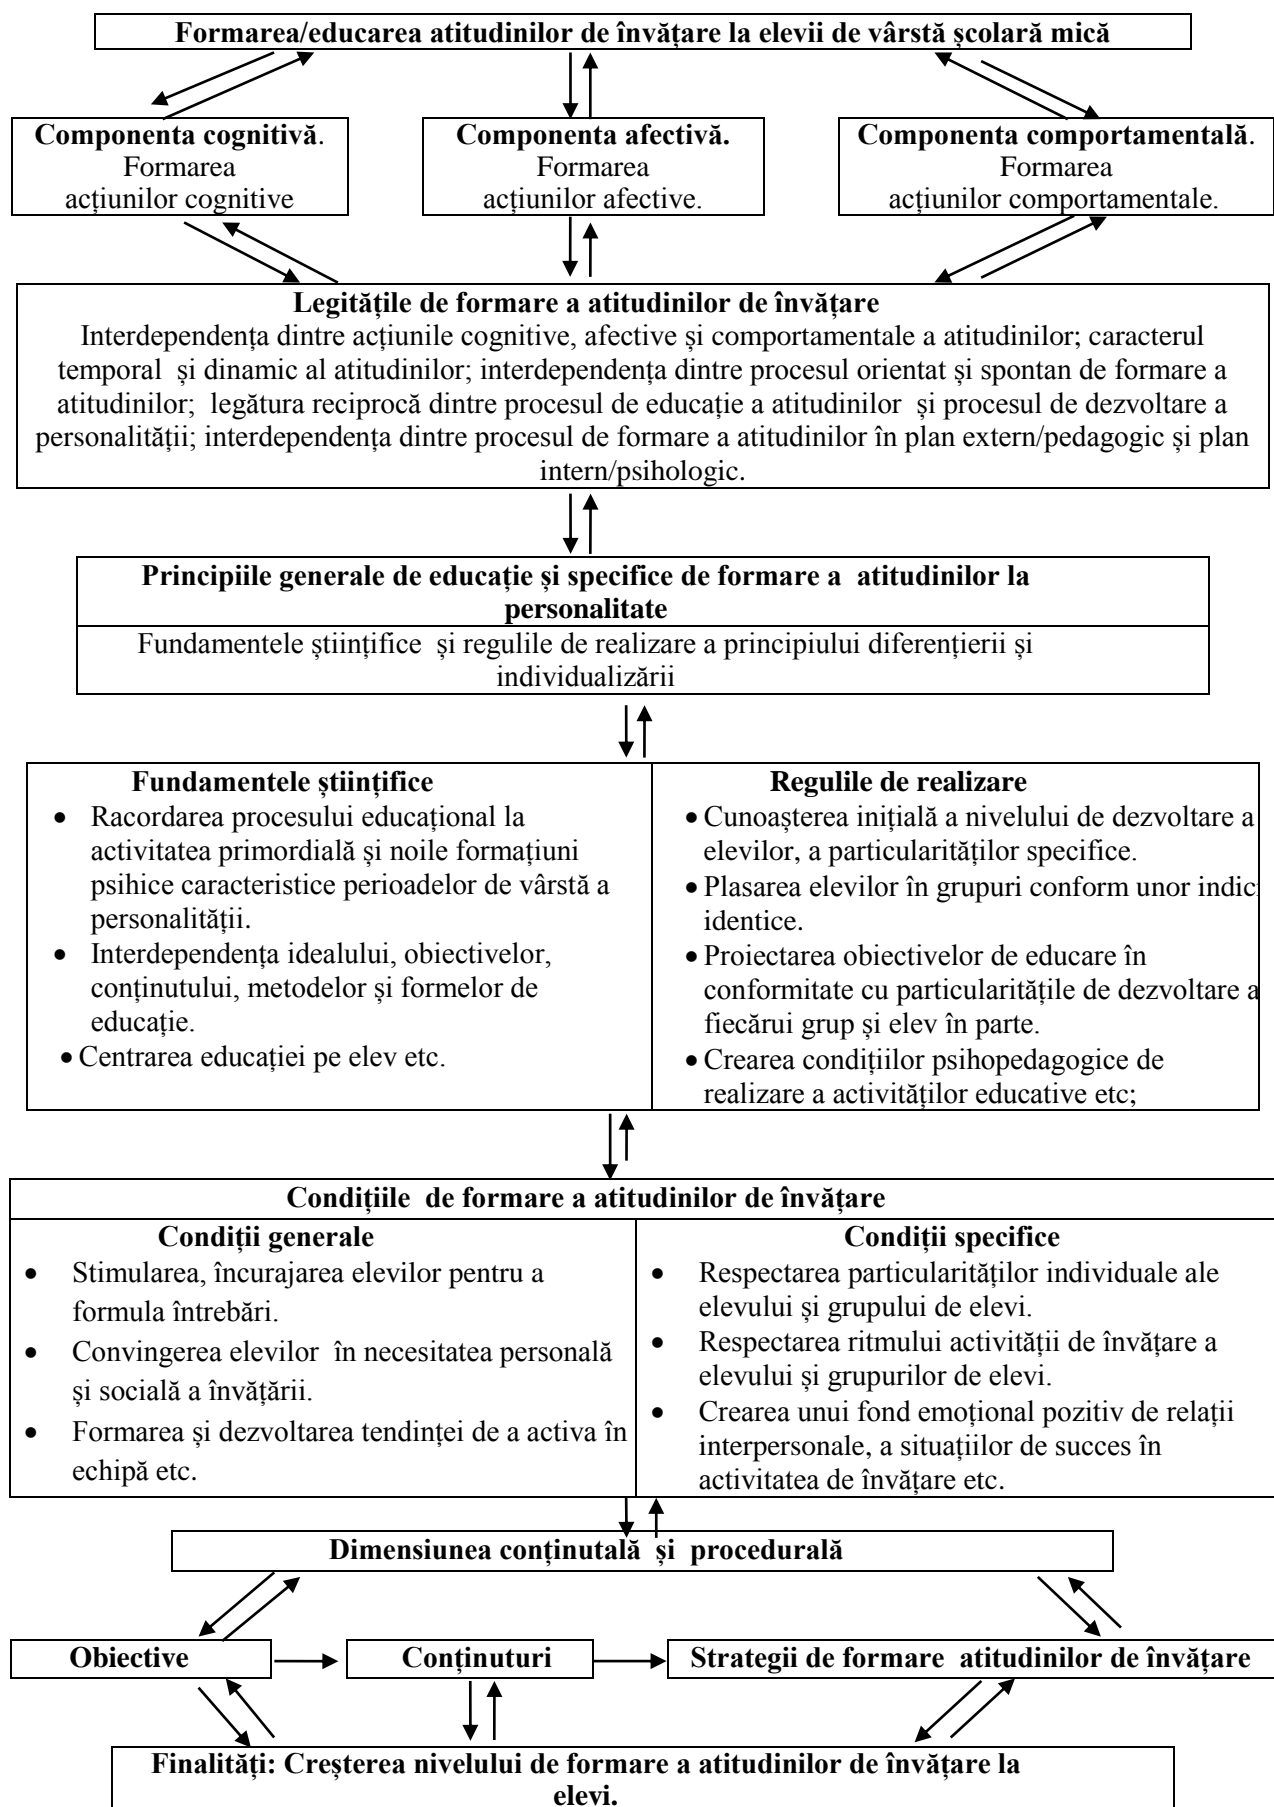 Formarea/educarea atitudinilor de învățare la elevii de vârstă școlară mică
Componenta cognitivă.
Formarea
acțiunilor cognitive
Componenta afectivă.
Formarea
acțiunilor afective.
Componenta comportamentală.
Formarea
acțiunilor comportamentale.
Legitățile de formare a atitudinilor de învățare
Interdependența dintre acțiunile cognitive, afective și comportamentale a atitudinilor; caracterul
temporal și dinamic al atitudinilor; interdependența dintre procesul orientat și spontan de formare a
atitudinilor; legătura reciprocă dintre procesul de educație a atitudinilor și procesul de dezvoltare a
personalității; interdependența dintre procesul de formare a atitudinilor în plan extern/pedagogic și plan
intern/psihologic.
Principiile generale de educație și specifice de formare a atitudinilor la
personalitate
Fundamentele științifice și regulile de realizare a principiului diferențierii și
individualizării
Fundamentele științifice
• Racordarea procesului educațional la
activitatea primordială și noile formațiuni
psihice caracteristice perioadelor de vârstă a
personalității.
• Interdependența idealului, obiectivelor,
conținutului, metodelor și formelor de
educație.
• Centrarea educației pe elev etc.
Regulile de realizare
• Cunoașterea inițială a nivelului de dezvoltare a
elevilor, a particularităților specifice.
• Plasarea elevilor în grupuri conform unor indic
identice.
• Proiectarea obiectivelor de educare în
conformitate cu particularitățile de dezvoltare a
fiecărui grup și elev în parte.
• Crearea condițiilor psihopedagogice de
realizare a activităților educative etc;
Condițiile de formare a atitudinilor de învățare
Condiții generale
• Stimularea, încurajarea elevilor pentru a
formula întrebări.
• Convingerea elevilor în necesitatea personală
și socială a învățării.
• Formarea și dezvoltarea tendinței de a activa în
echipă etc.
Condiții specifice
• Respectarea particularităților individuale ale
elevului și grupului de elevi.
• Respectarea ritmului activității de învățare a
elevului și grupurilor de elevi.
• Crearea unui fond emoțional pozitiv de relații
interpersonale, a situațiilor de succes în
activitatea de învățare etc.
Dimensiunea conținutală și procedurală
Obiective
Conținuturi
Strategii de formare atitudinilor de învățare
Finalități: Creșterea nivelului de formare a atitudinilor de învățare la
elevi.